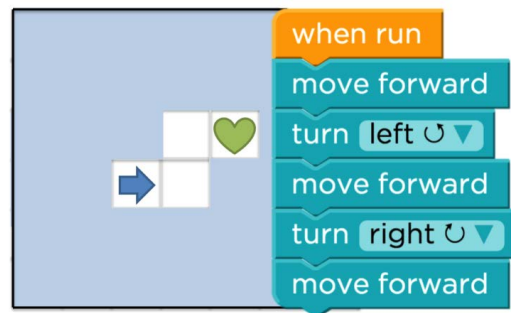 when run
move forward
turn left ↺ ▼
move forward
turn right ↻ ▼
move forward